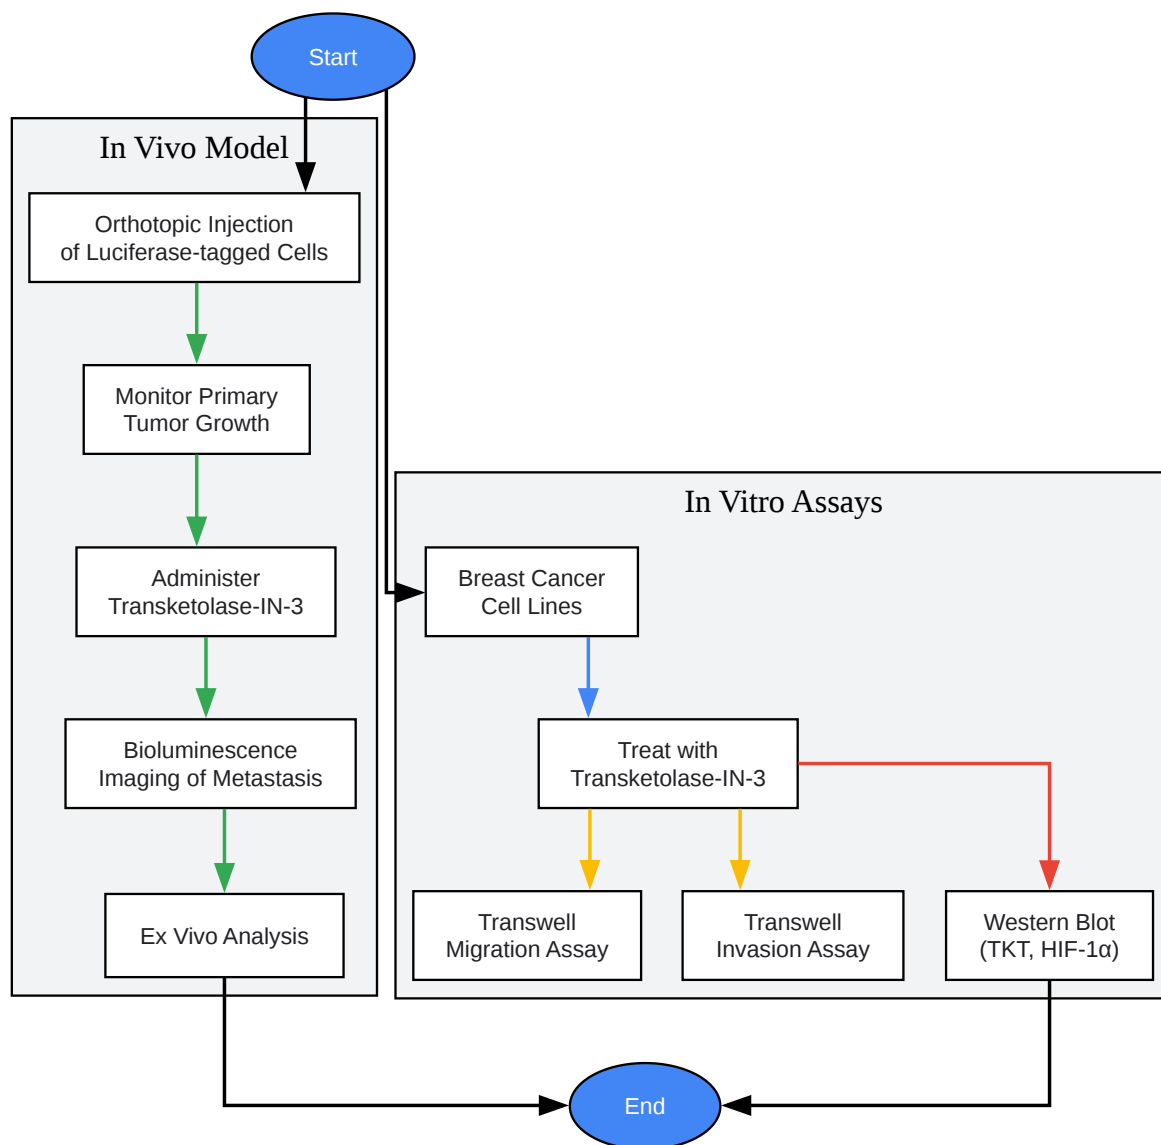 Start
In Vivo Model
Orthotopic Injection
of Luciferase-tagged Cells
Monitor Primary
Tumor Growth
Administer
Transketolase-IN-3
Bioluminescence
Imaging of Metastasis
Ex Vivo Analysis
In Vitro Assays
Breast Cancer
Cell Lines
Treat with
Transketolase-IN-3
Transwell
Migration Assay
Transwell
Invasion Assay
Western Blot
(TKT, HIF-1α)
End